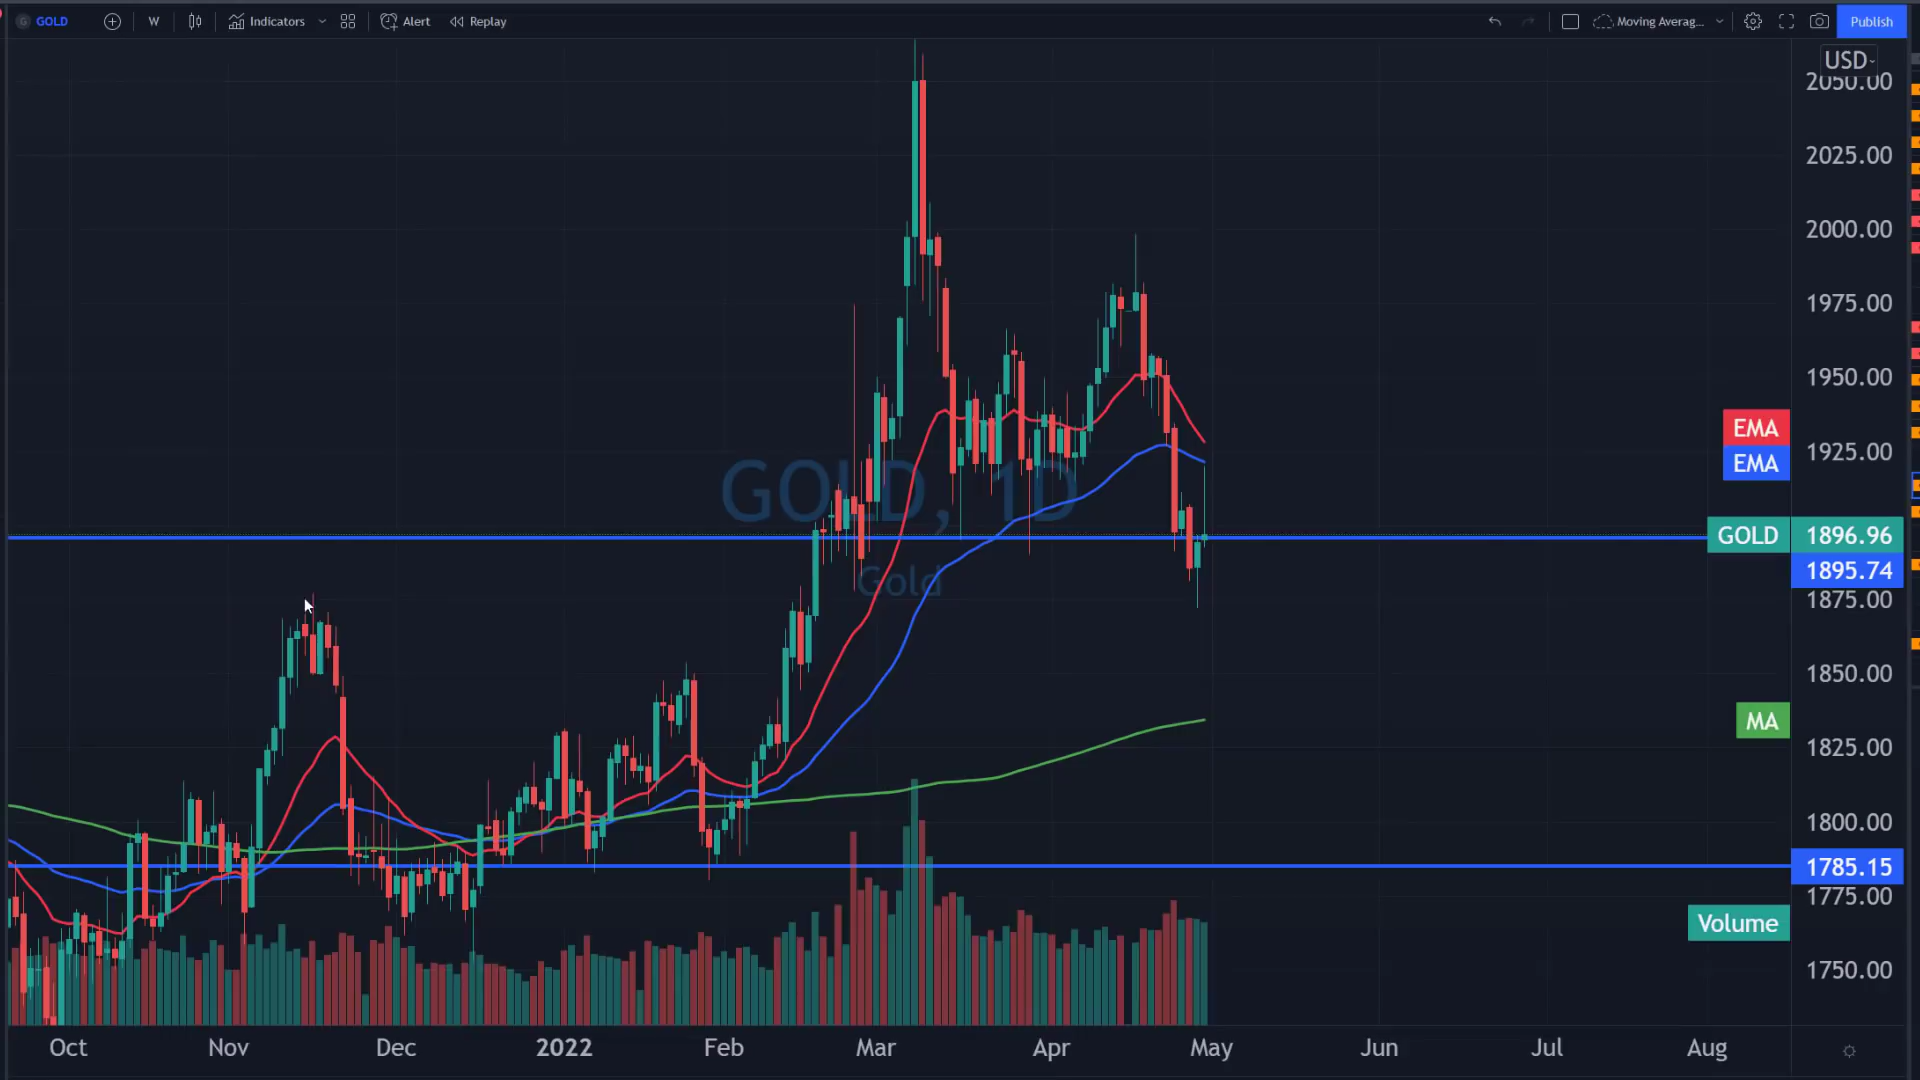 GOLD W Indicators Alert Replay Moving Averag... Publish
USD
2050.00
2025.00
2000.00
1975.00
1950.00
EMA
1925.00
EMA
GOLD, 1D
GOLD 1896.96
1895.74
Gold
1875.00
1850.00
MA
1825.00
1800.00
1785.15
1775.00
Volume
1750.00
Oct Nov Dec 2022 Feb Mar Apr May Jun Jul Aug